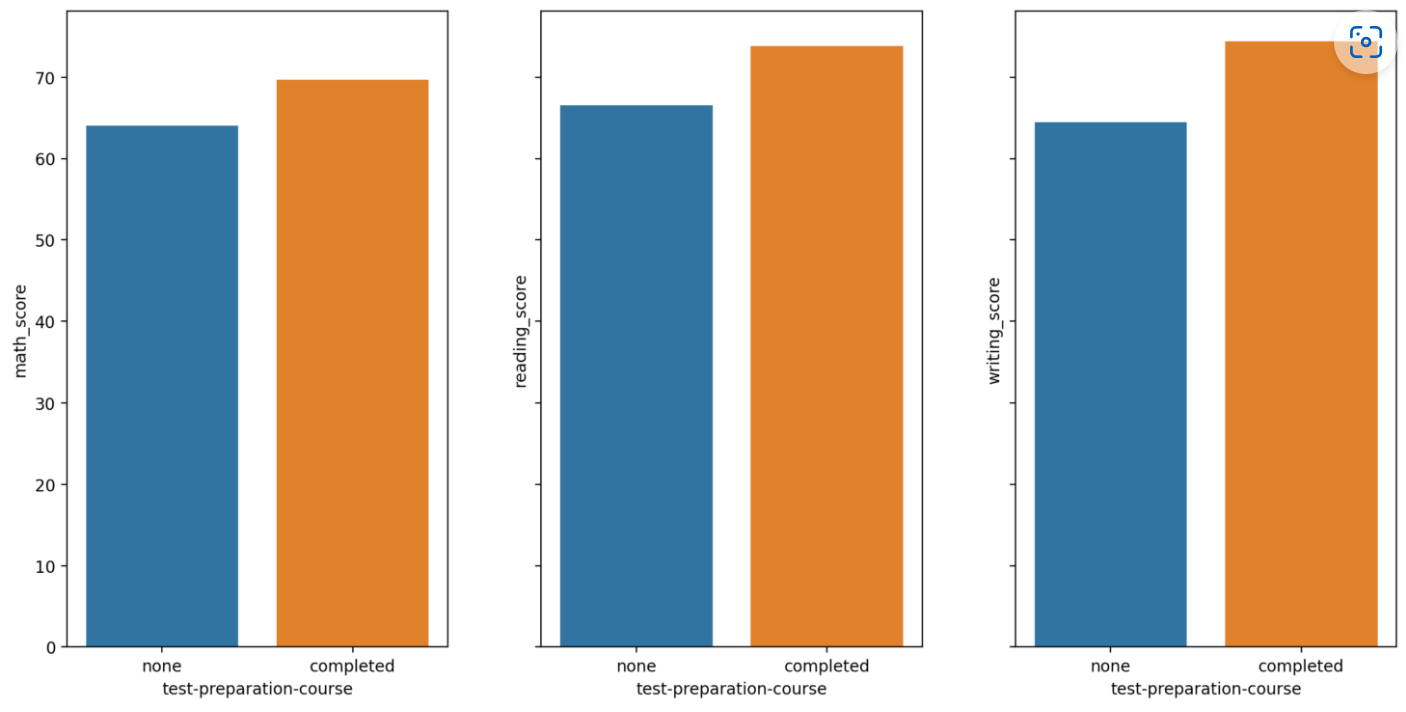 70
60
50
40
30
20
10
0
math_score
none completed
test-preparation-course
reading_score
none completed
test-preparation-course
writing_score
none completed
test-preparation-course